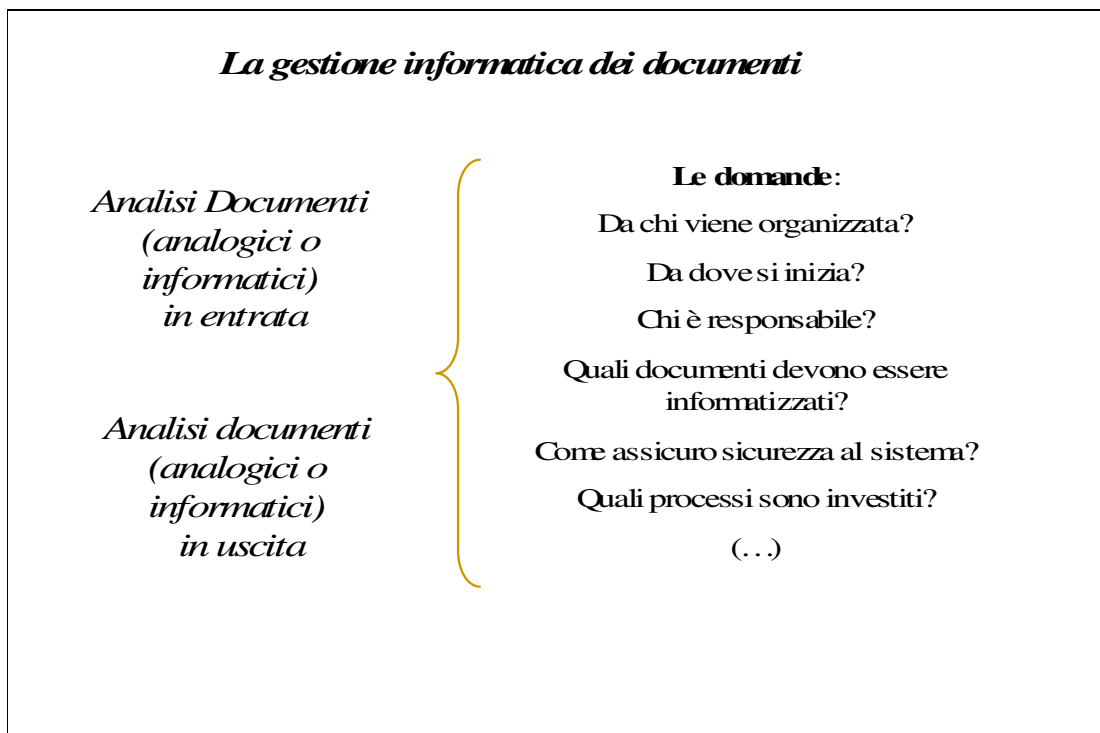 La gestione informatica dei documenti
Analisi Documenti
(analogici o
informatici)
in entrata
Analisi documenti
(analogici o
informatici)
in uscita
Le domande:
Da chi viene organizzata?
Da dove si inizia?
Chi è responsabile?
Quali documenti devono essere
informatizzati?
Come assicuro sicurezza al sistema?
Quali processi sono investiti?
(…)